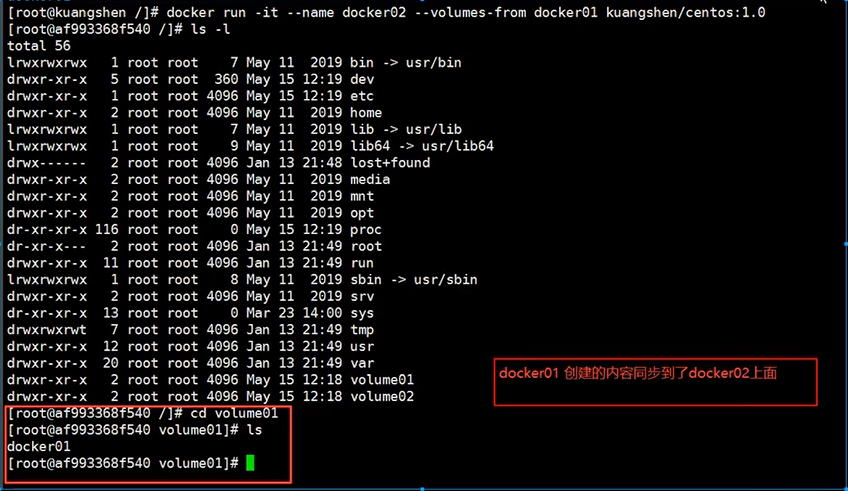 [root@kuangshen /]# docker run -it --name docker02 --volumes-from docker01 kuangshen/centos:1.0
[root@af993368f540 /]# ls -l
total 56
lrwxrwxrwx   1 root root    7 May 11  2019 bin -> usr/bin
drwxr-xr-x   5 root root  360 May 15 12:19 dev
drwxr-xr-x   1 root root 4096 May 15 12:19 etc
drwxr-xr-x   2 root root 4096 May 11  2019 home
lrwxrwxrwx   1 root root    7 May 11  2019 lib -> usr/lib
lrwxrwxrwx   1 root root    9 May 11  2019 lib64 -> usr/lib64
drwx------   2 root root 4096 Jan 13 21:48 lost+found
drwxr-xr-x   2 root root 4096 May 11  2019 media
drwxr-xr-x   2 root root 4096 May 11  2019 mnt
drwxr-xr-x   2 root root 4096 May 11  2019 opt
dr-xr-xr-x 116 root root    0 May 15 12:19 proc
dr-xr-x---   2 root root 4096 Jan 13 21:49 root
drwxr-xr-x  11 root root 4096 Jan 13 21:49 run
lrwxrwxrwx   1 root root    8 May 11  2019 sbin -> usr/sbin
drwxr-xr-x   2 root root 4096 May 11  2019 srv
dr-xr-xr-x  13 root root    0 Mar 23 14:00 sys
drwxrwxrwt   7 root root 4096 Jan 13 21:49 tmp
drwxr-xr-x  12 root root 4096 Jan 13 21:49 usr
drwxr-xr-x  20 root root 4096 Jan 13 21:49 var
drwxr-xr-x   2 root root 4096 May 15 12:18 volume01
docker01 创建的内容同步到了docker02上面
drwxr-xr-x   2 root root 4096 May 15 12:18 volume02
[root@af993368f540 /]# cd volume01
[root@af993368f540 volume01]# ls
docker01
[root@af993368f540 volume01]#